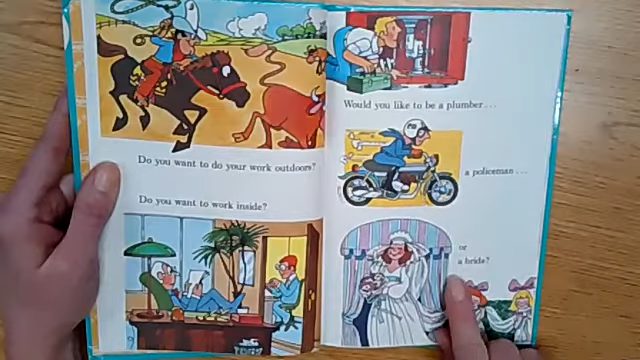 Do you want to do your work outdoors?
Do you want to work inside?
Would you like to be a plumber . . .
a policeman . . .
or
a bride?